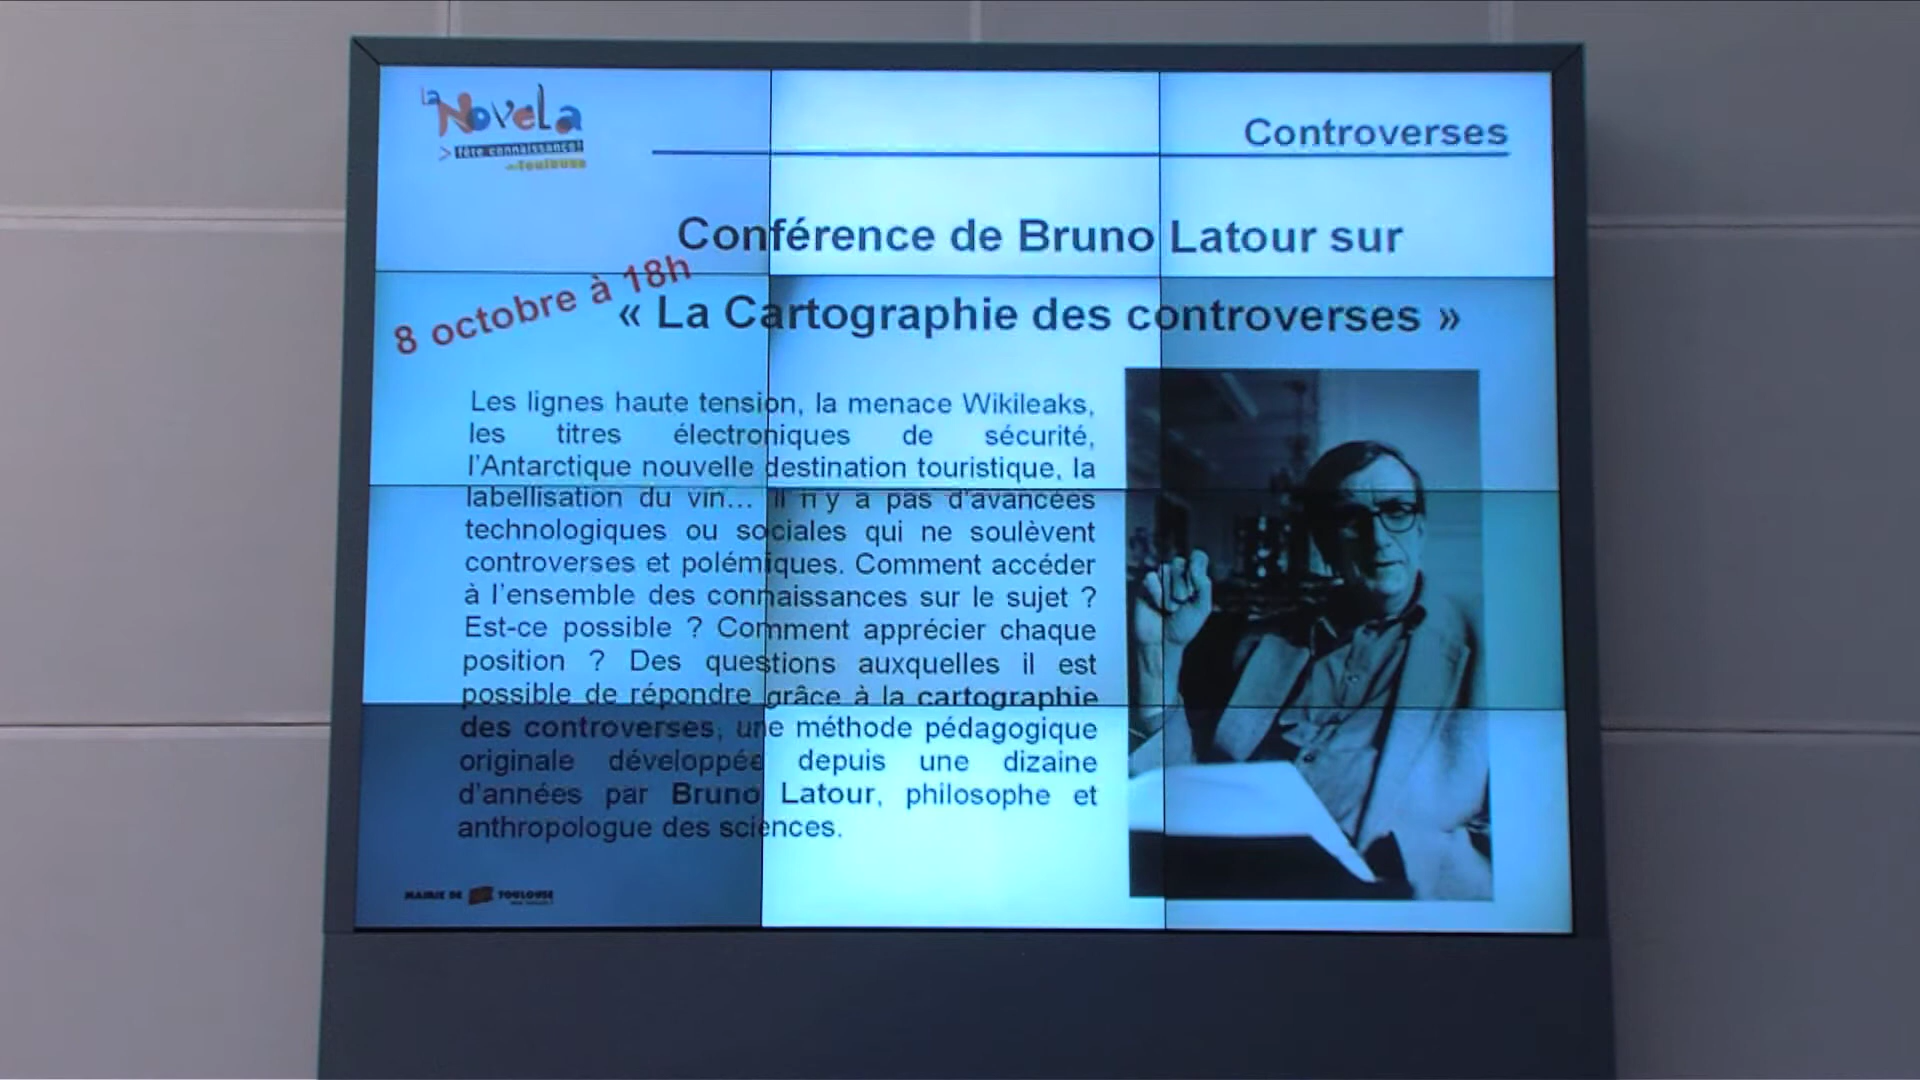 La Novela
> fête connaissance!
Toulouse
Controverses
Conférence de Bruno Latour sur
8 octobre à 18h
« La Cartographie des controverses »
Les lignes haute tension, la menace Wikileaks,
les titres électroniques de sécurité,
l'Antarctique nouvelle destination touristique, la
labellisation du vin... Il n'y a pas d'avancées
technologiques ou sociales qui ne soulèvent
controverses et polémiques. Comment accéder
à l'ensemble des connaissances sur le sujet ?
Est-ce possible ? Comment apprécier chaque
position ? Des questions auxquelles il est
possible de répondre grâce à la cartographie
des controverses, une méthode pédagogique
originale développée depuis une dizaine
d'années par Bruno Latour, philosophe et
anthropologue des sciences.
MAIRIE DE TOULOUSE